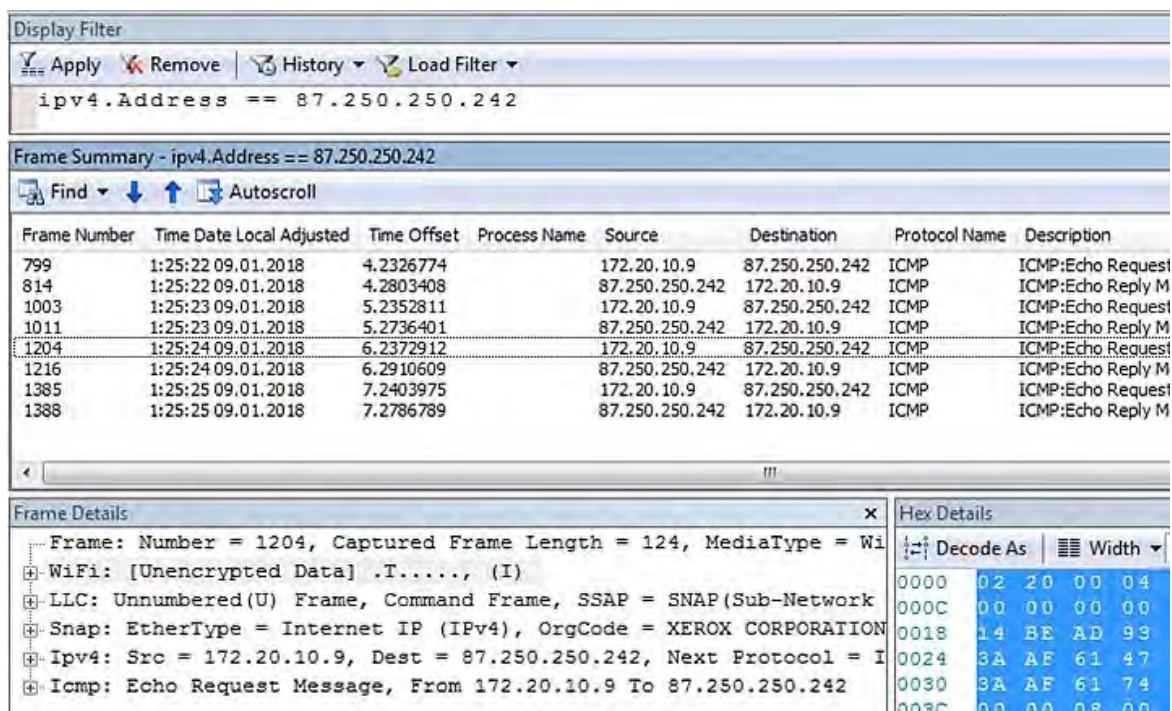 Display Filter
Apply Remove History Load Filter
ipv4.Address == 87.250.250.242
Frame Summary - ipv4.Address == 87.250.250.242
Find Autoscroll
Frame Number Time Date Local Adjusted Time Offset Process Name Source Destination Protocol Name Description
799 1:25:22 09.01.2018 4.2326774 172.20.10.9 87.250.250.242 ICMP ICMP:Echo Request
814 1:25:22 09.01.2018 4.2803408 87.250.250.242 172.20.10.9 ICMP ICMP:Echo Reply M
1003 1:25:23 09.01.2018 5.2352811 172.20.10.9 87.250.250.242 ICMP ICMP:Echo Request
1011 1:25:23 09.01.2018 5.2736401 87.250.250.242 172.20.10.9 ICMP ICMP:Echo Reply M
1204 1:25:24 09.01.2018 6.2372912 172.20.10.9 87.250.250.242 ICMP ICMP:Echo Request
1216 1:25:24 09.01.2018 6.2910609 87.250.250.242 172.20.10.9 ICMP ICMP:Echo Reply M
1385 1:25:25 09.01.2018 7.2403975 172.20.10.9 87.250.250.242 ICMP ICMP:Echo Request
1388 1:25:25 09.01.2018 7.2786789 87.250.250.242 172.20.10.9 ICMP ICMP:Echo Reply M
Frame Details
Frame: Number = 1204, Captured Frame Length = 124, MediaType = Wi
WiFi: [Unencrypted Data] .T....., (I)
LLC: Unnumbered(U) Frame, Command Frame, SSAP = SNAP(Sub-Network
Snap: EtherType = Internet IP (IPv4), OrgCode = XEROX CORPORATION
Ipv4: Src = 172.20.10.9, Dest = 87.250.250.242, Next Protocol = I
Icmp: Echo Request Message, From 172.20.10.9 To 87.250.250.242
Hex Details
Decode As Width
0000 02 20 00 04
000C 00 00 00 00
0018 14 BE AD 93
0024 3A AF 61 47
0030 3A AF 61 74
003C 00 00 08 00